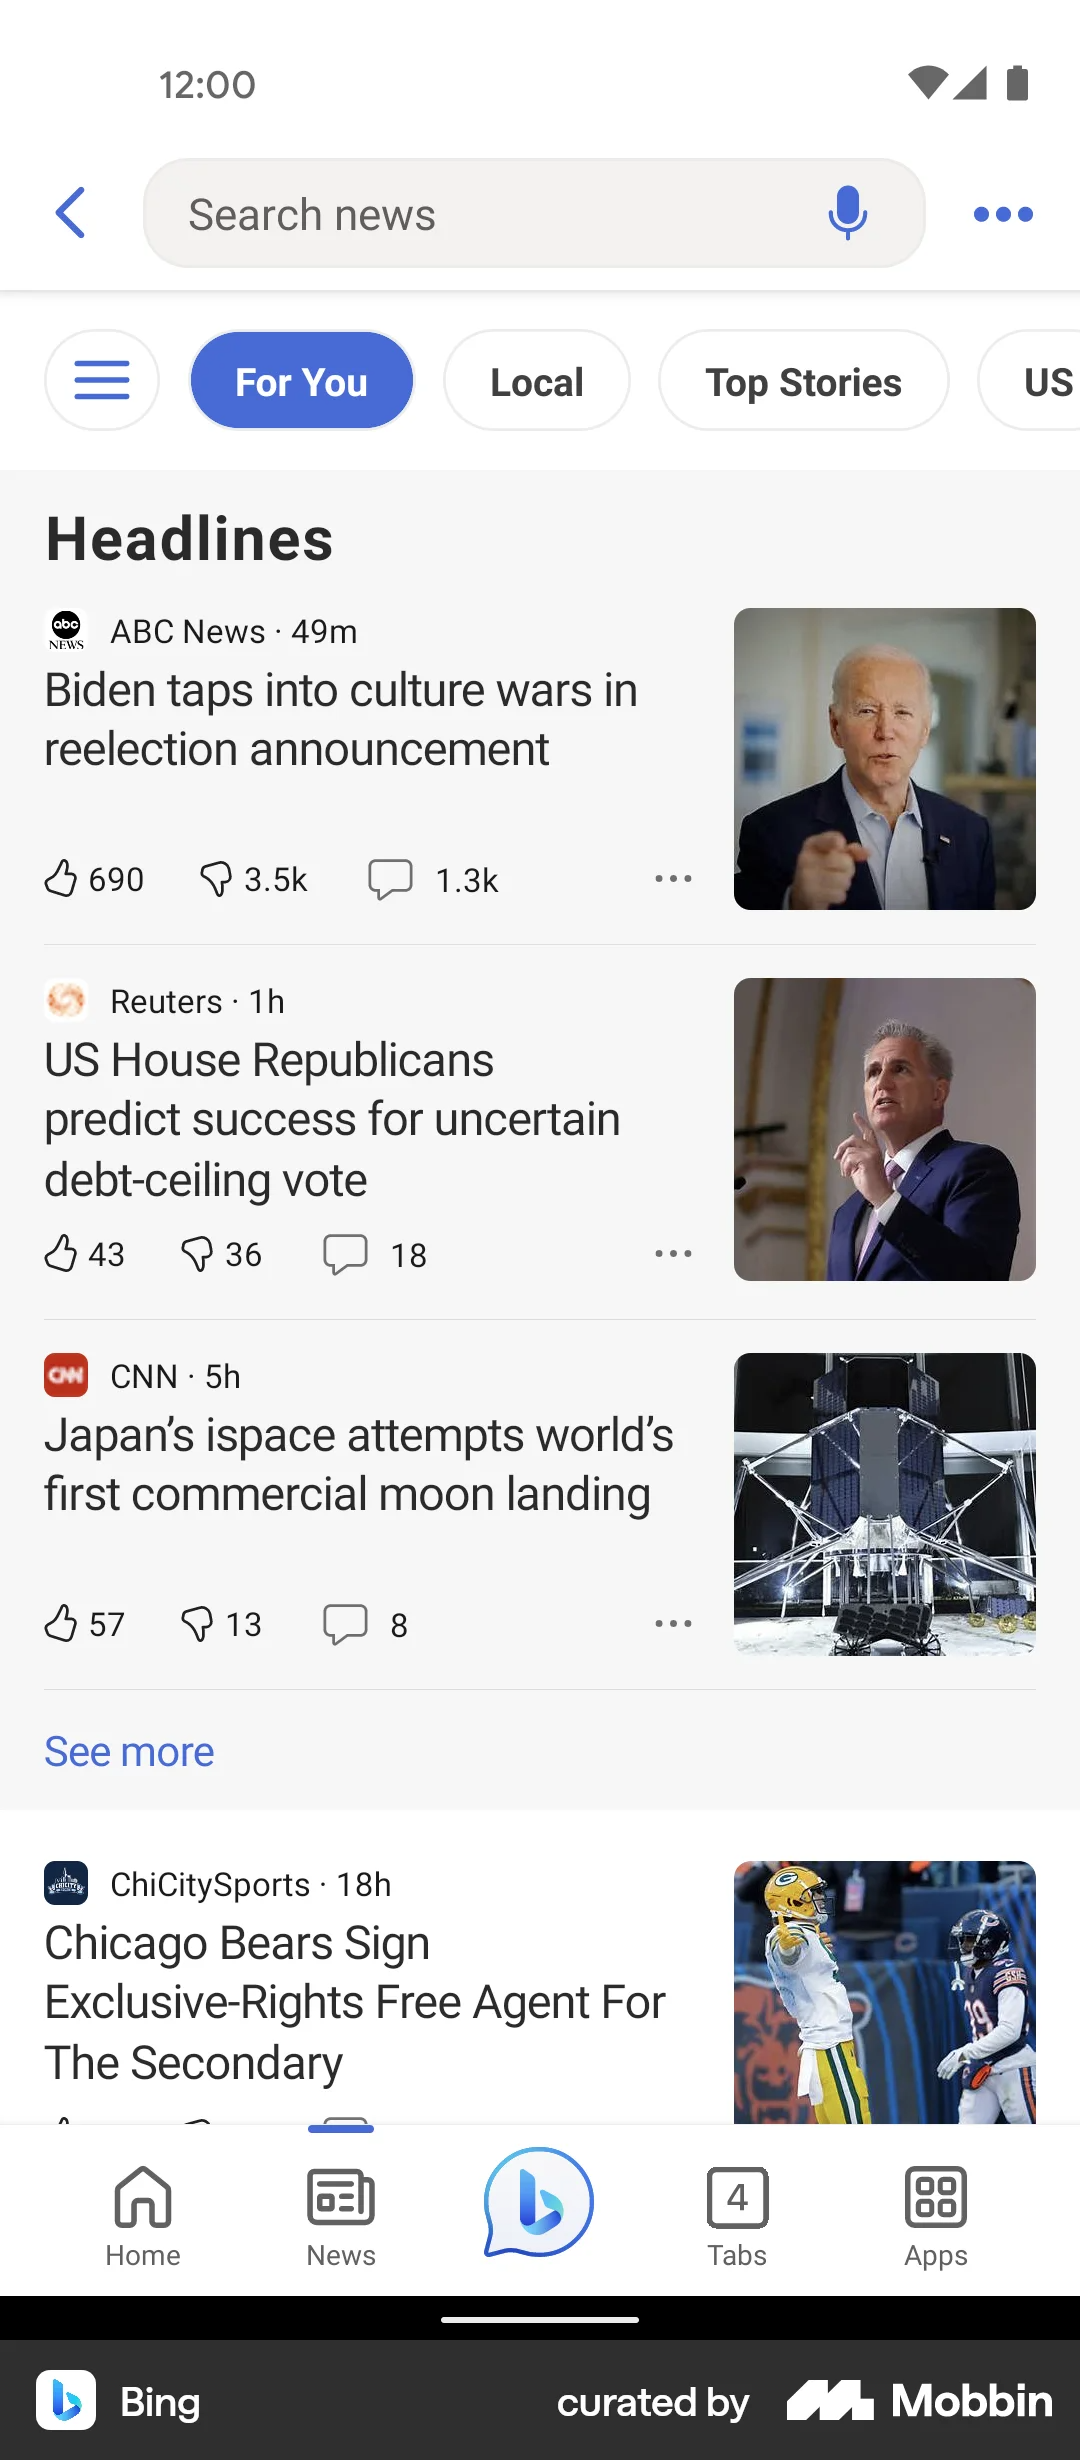 12:00
Search news
For You
Local
Top Stories
US
Headlines
abc NEWS
ABC News · 49m
Biden taps into culture wars in
reelection announcement
690
3.5k
1.3k
Reuters · 1h
US House Republicans
predict success for uncertain
debt-ceiling vote
43
36
18
CNN
CNN · 5h
Japan’s ispace attempts world’s
first commercial moon landing
57
13
8
See more
ChiCitySports · 18h
Chicago Bears Sign
Exclusive-Rights Free Agent For
The Secondary
Home
News
4
Tabs
Apps
Bing
curated by
Mobbin